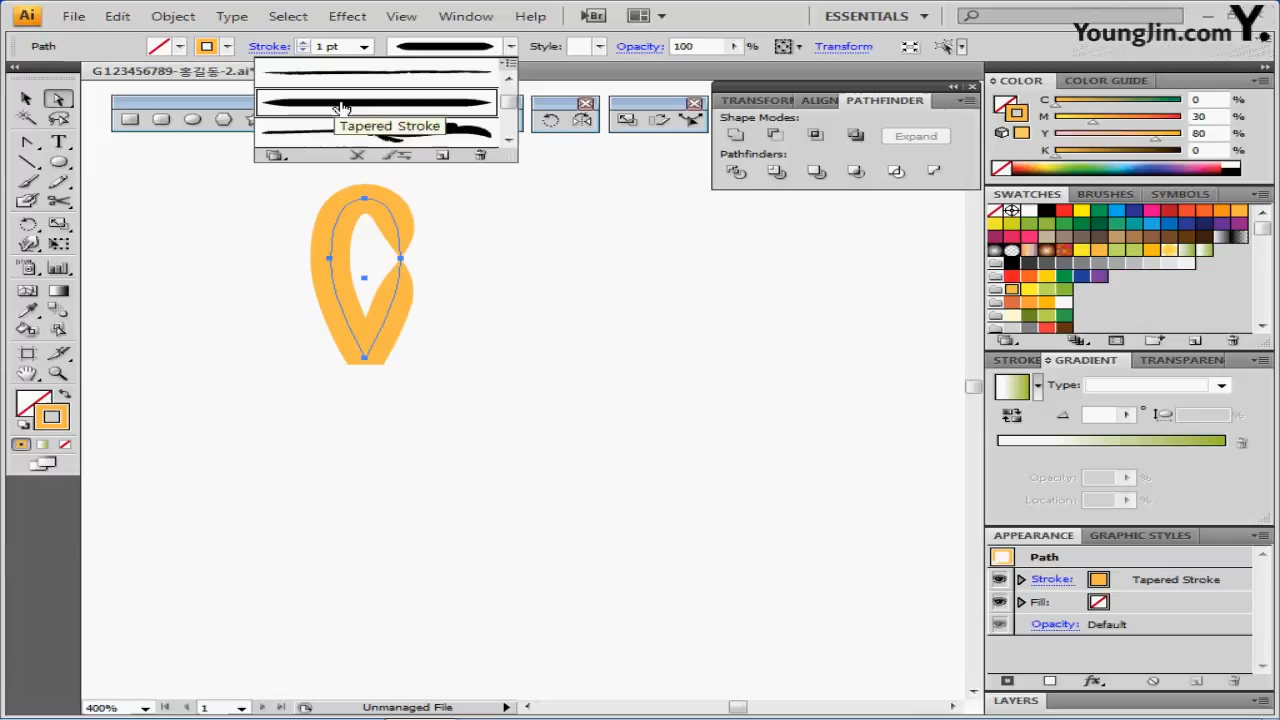 Ai File Edit Object Type Select Effect View Window Help Br ESSENTIALS
YoungJin.com Y.
Path Stroke: 1 pt Style: Opacity: 100 % Transform
G123456789-홍길동-2.ai*
Tapered Stroke
TRANSFORM ALIGN PATHFINDER
Shape Modes:
Expand
Pathfinders:
COLOR COLOR GUIDE
C 0 %
M 30 %
Y 80 %
K 0 %
SWATCHES BRUSHES SYMBOLS
STROKE GRADIENT TRANSPAREN
Type:
° %
Opacity: %
Location: %
APPEARANCE GRAPHIC STYLES
Path
Stroke: Tapered Stroke
Fill:
Opacity: Default
fx
LAYERS
400% 1 Unmanaged File